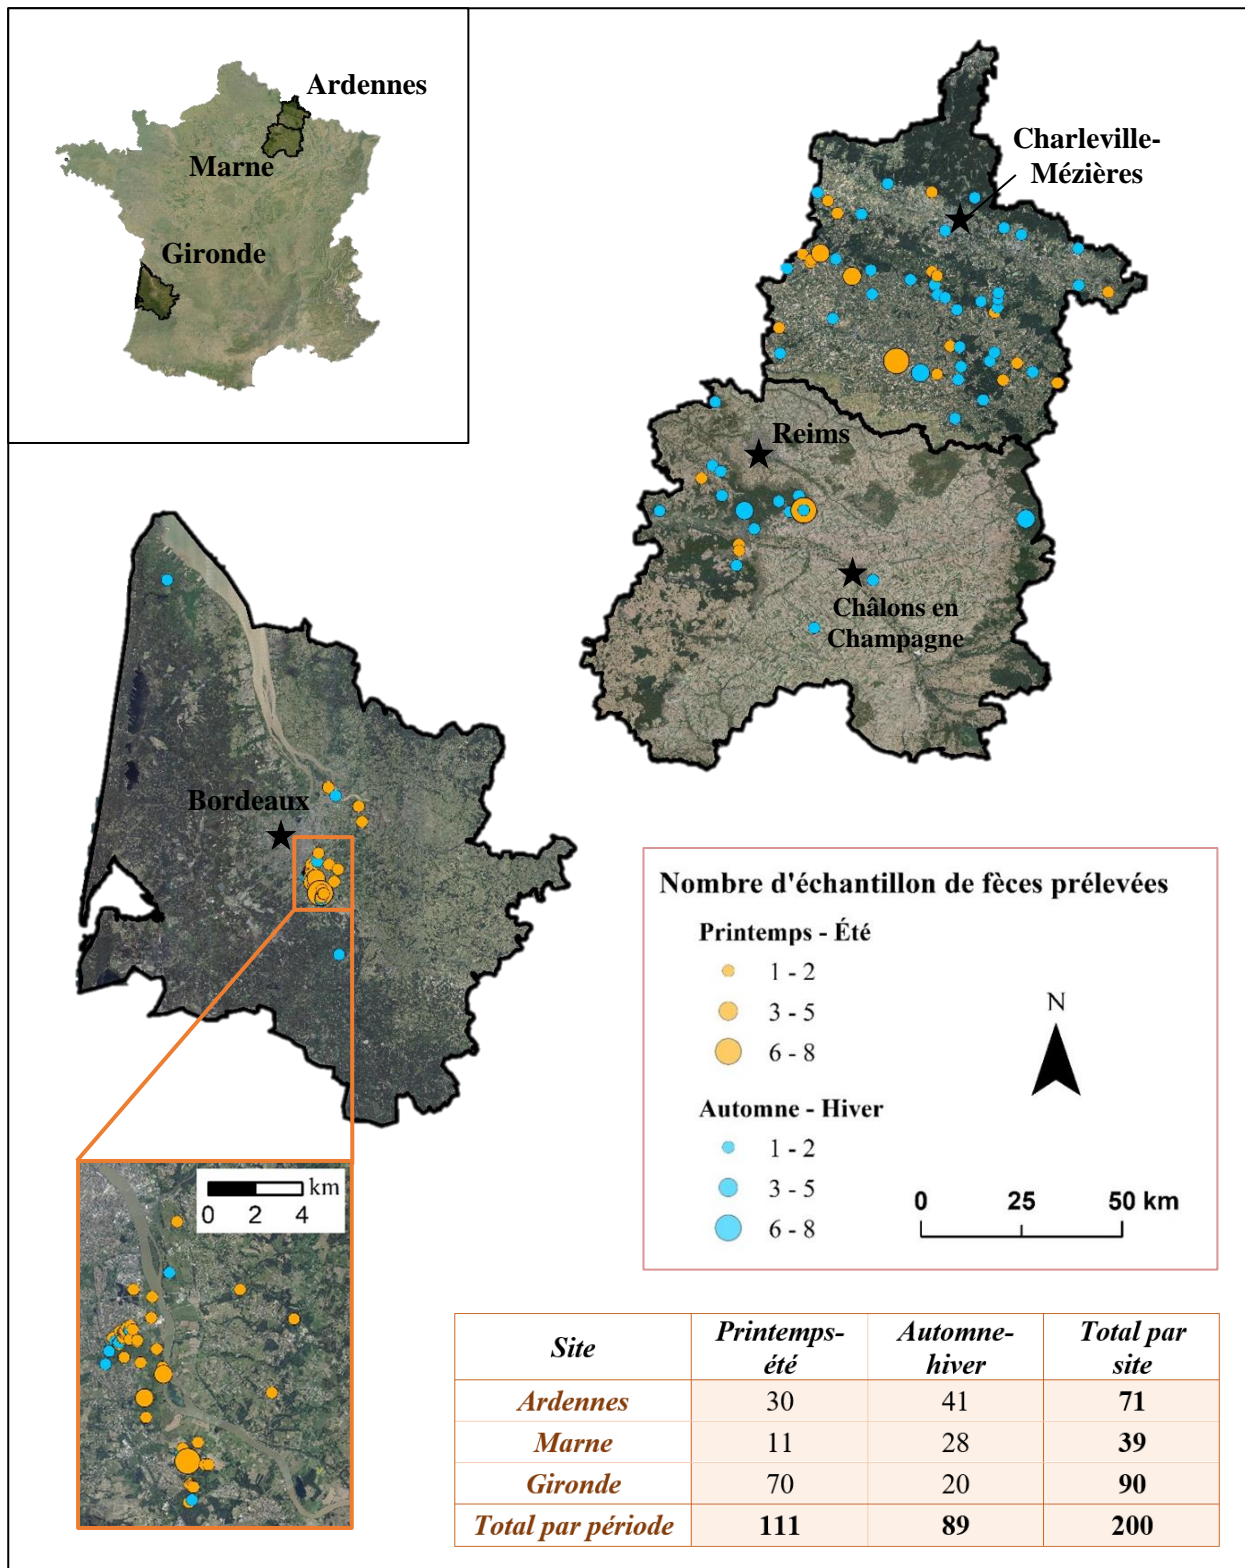 Ardennes
Marne
Gironde
Charleville-
Mézières
Reims
Châlons en
Champagne
Bordeaux
Nombre d'échantillon de fèces prélevées
Printemps - Été
1 - 2
3 - 5
6 - 8
Automne - Hiver
1 - 2
3 - 5
6 - 8
N
0 25 50 km
km
0 2 4
Site Printemps-été Automne-hiver Total par site
Ardennes 30 41 71
Marne 11 28 39
Gironde 70 20 90
Total par période 111 89 200